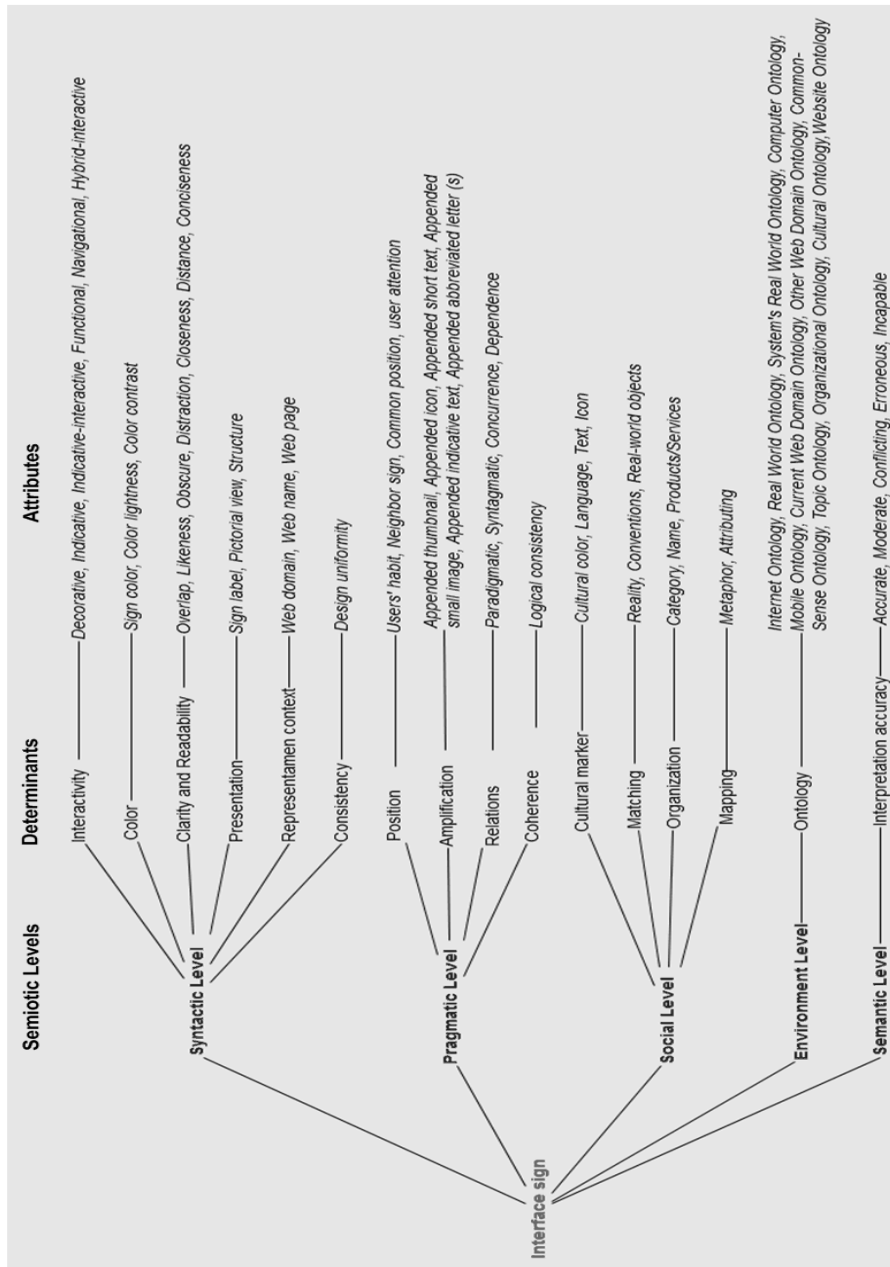 Semiotic Levels
Determinants
Attributes
Interface sign
Syntactic Level
Interactivity
Decorative, Indicative, Indicative-interactive, Functional, Navigational, Hybrid-interactive
Color
Sign color, Color lightness, Color contrast
Clarity and Readability
Overlap, Likeness, Obscure, Distraction, Closeness, Distance, Conciseness
Presentation
Sign label, Pictorial view, Structure
Representamen context
Web domain, Web name, Web page
Consistency
Design uniformity
Pragmatic Level
Position
Users' habit, Neighbor sign, Common position, user attention
Amplification
Appended thumbnail, Appended icon, Appended short text, Appended
small image, Appended indicative text, Appended abbreviated letter (s)
Relations
Paradigmatic, Syntagmatic, Concurrence, Dependence
Coherence
Logical consistency
Social Level
Cultural marker
Cultural color, Language, Text, Icon
Matching
Reality, Conventions, Real-world objects
Organization
Category, Name, Products/Services
Mapping
Metaphor, Attributing
Environment Level
Ontology
Internet Ontology, Real World Ontology, System's Real World Ontology, Computer Ontology,
Mobile Ontology, Current Web Domain Ontology, Other Web Domain Ontology, Common-
Sense Ontology, Topic Ontology, Organizational Ontology, Cultural Ontology,Website Ontology
Semantic Level
Interpretation accuracy
Accurate, Moderate, Conflicting, Erroneous, Incapable